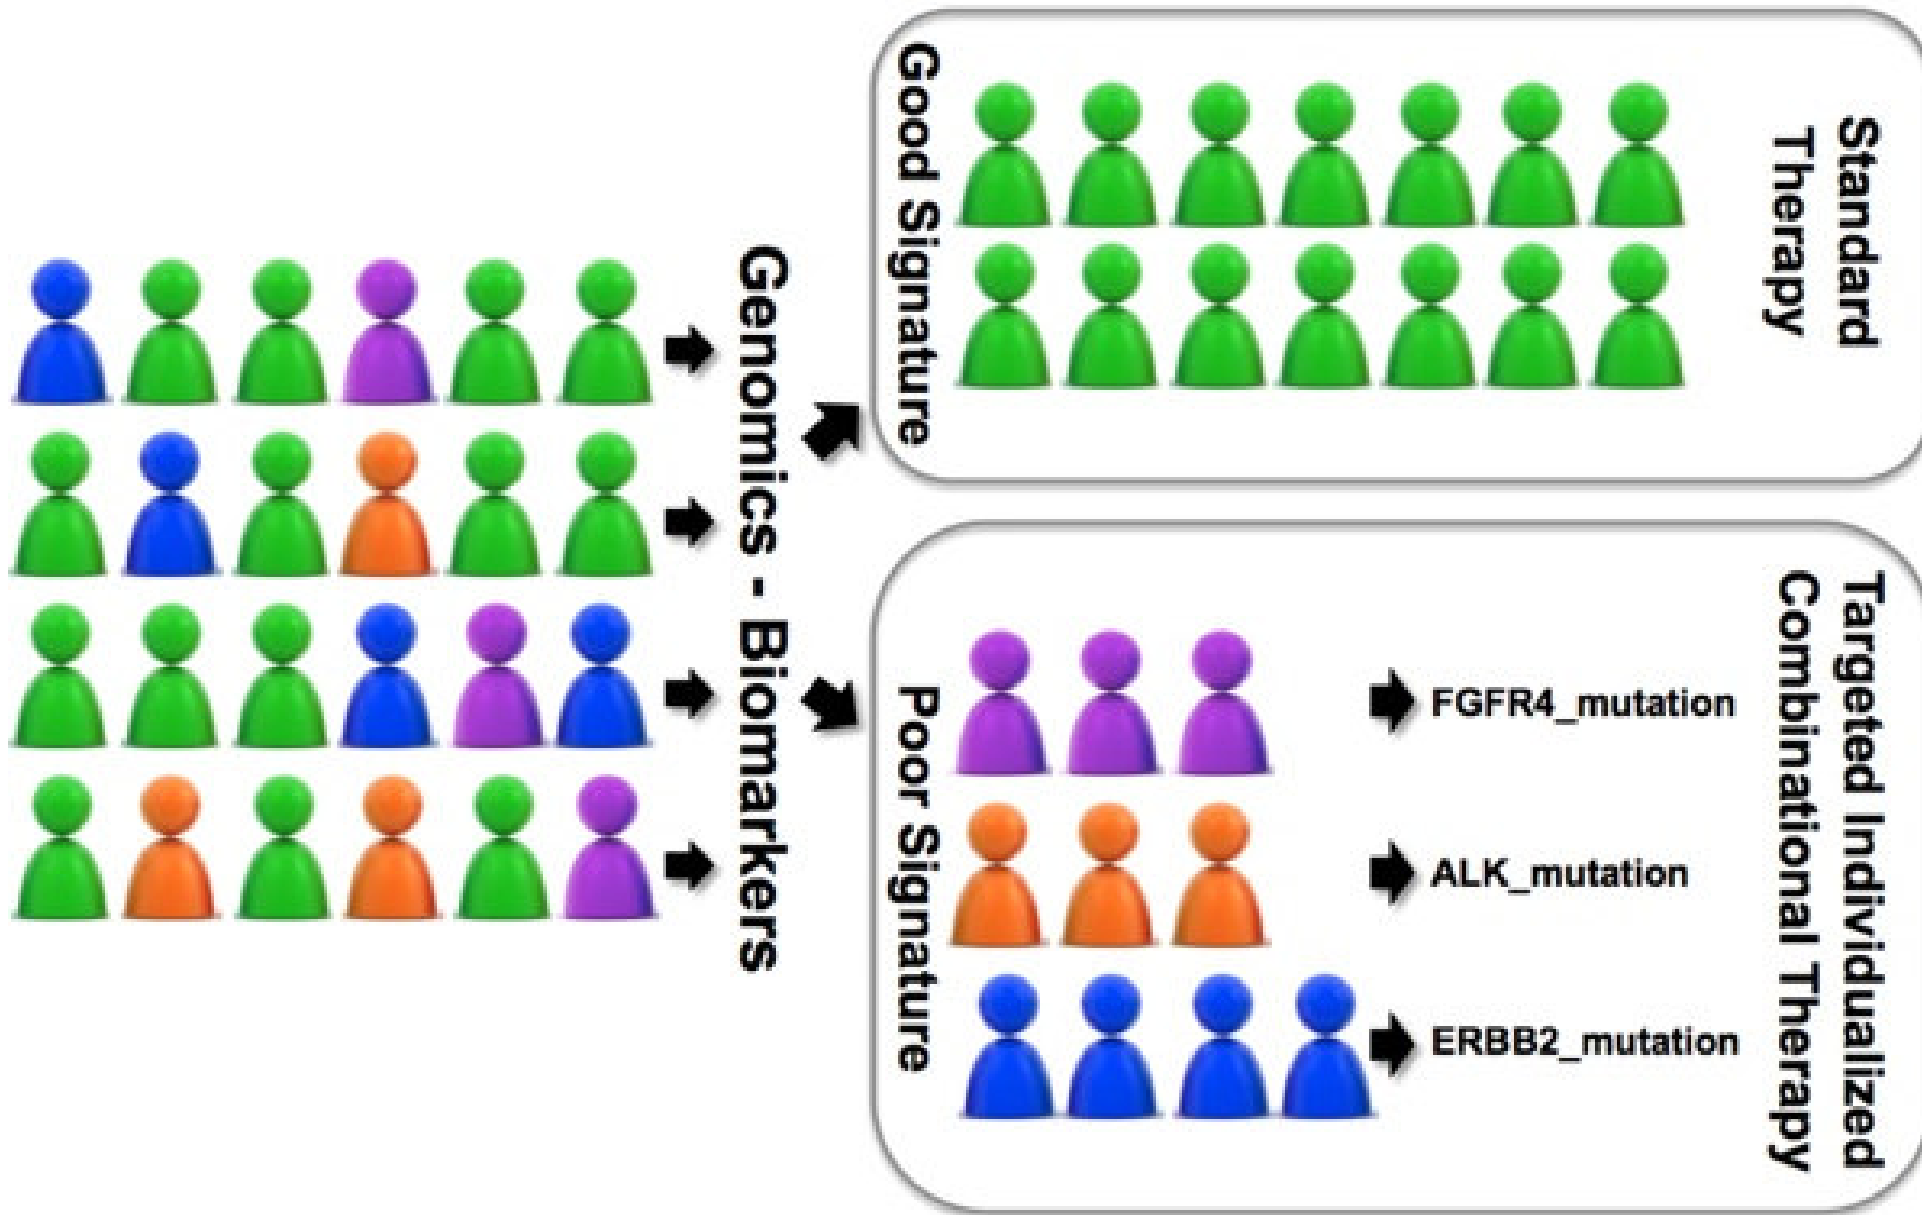 Genomics - Biomarkers
Good Signature
Standard
Therapy
Poor Signature
FGFR4_mutation
ALK_mutation
ERBB2_mutation
Targeted Individualized
Combinational Therapy